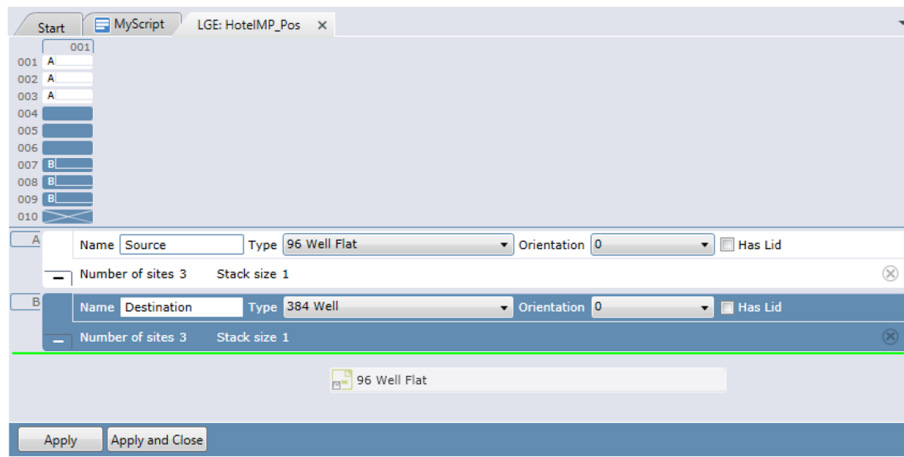 Start MyScript LGE: HotelMP_Pos X
001
001 A
002 A
003 A
004
005
006
007 B
008 B
009 B
010
A Name Source Type 96 Well Flat Orientation 0 Has Lid
Number of sites 3 Stack size 1
B Name Destination Type 384 Well Orientation 0 Has Lid
Number of sites 3 Stack size 1
96 Well Flat
Apply Apply and Close